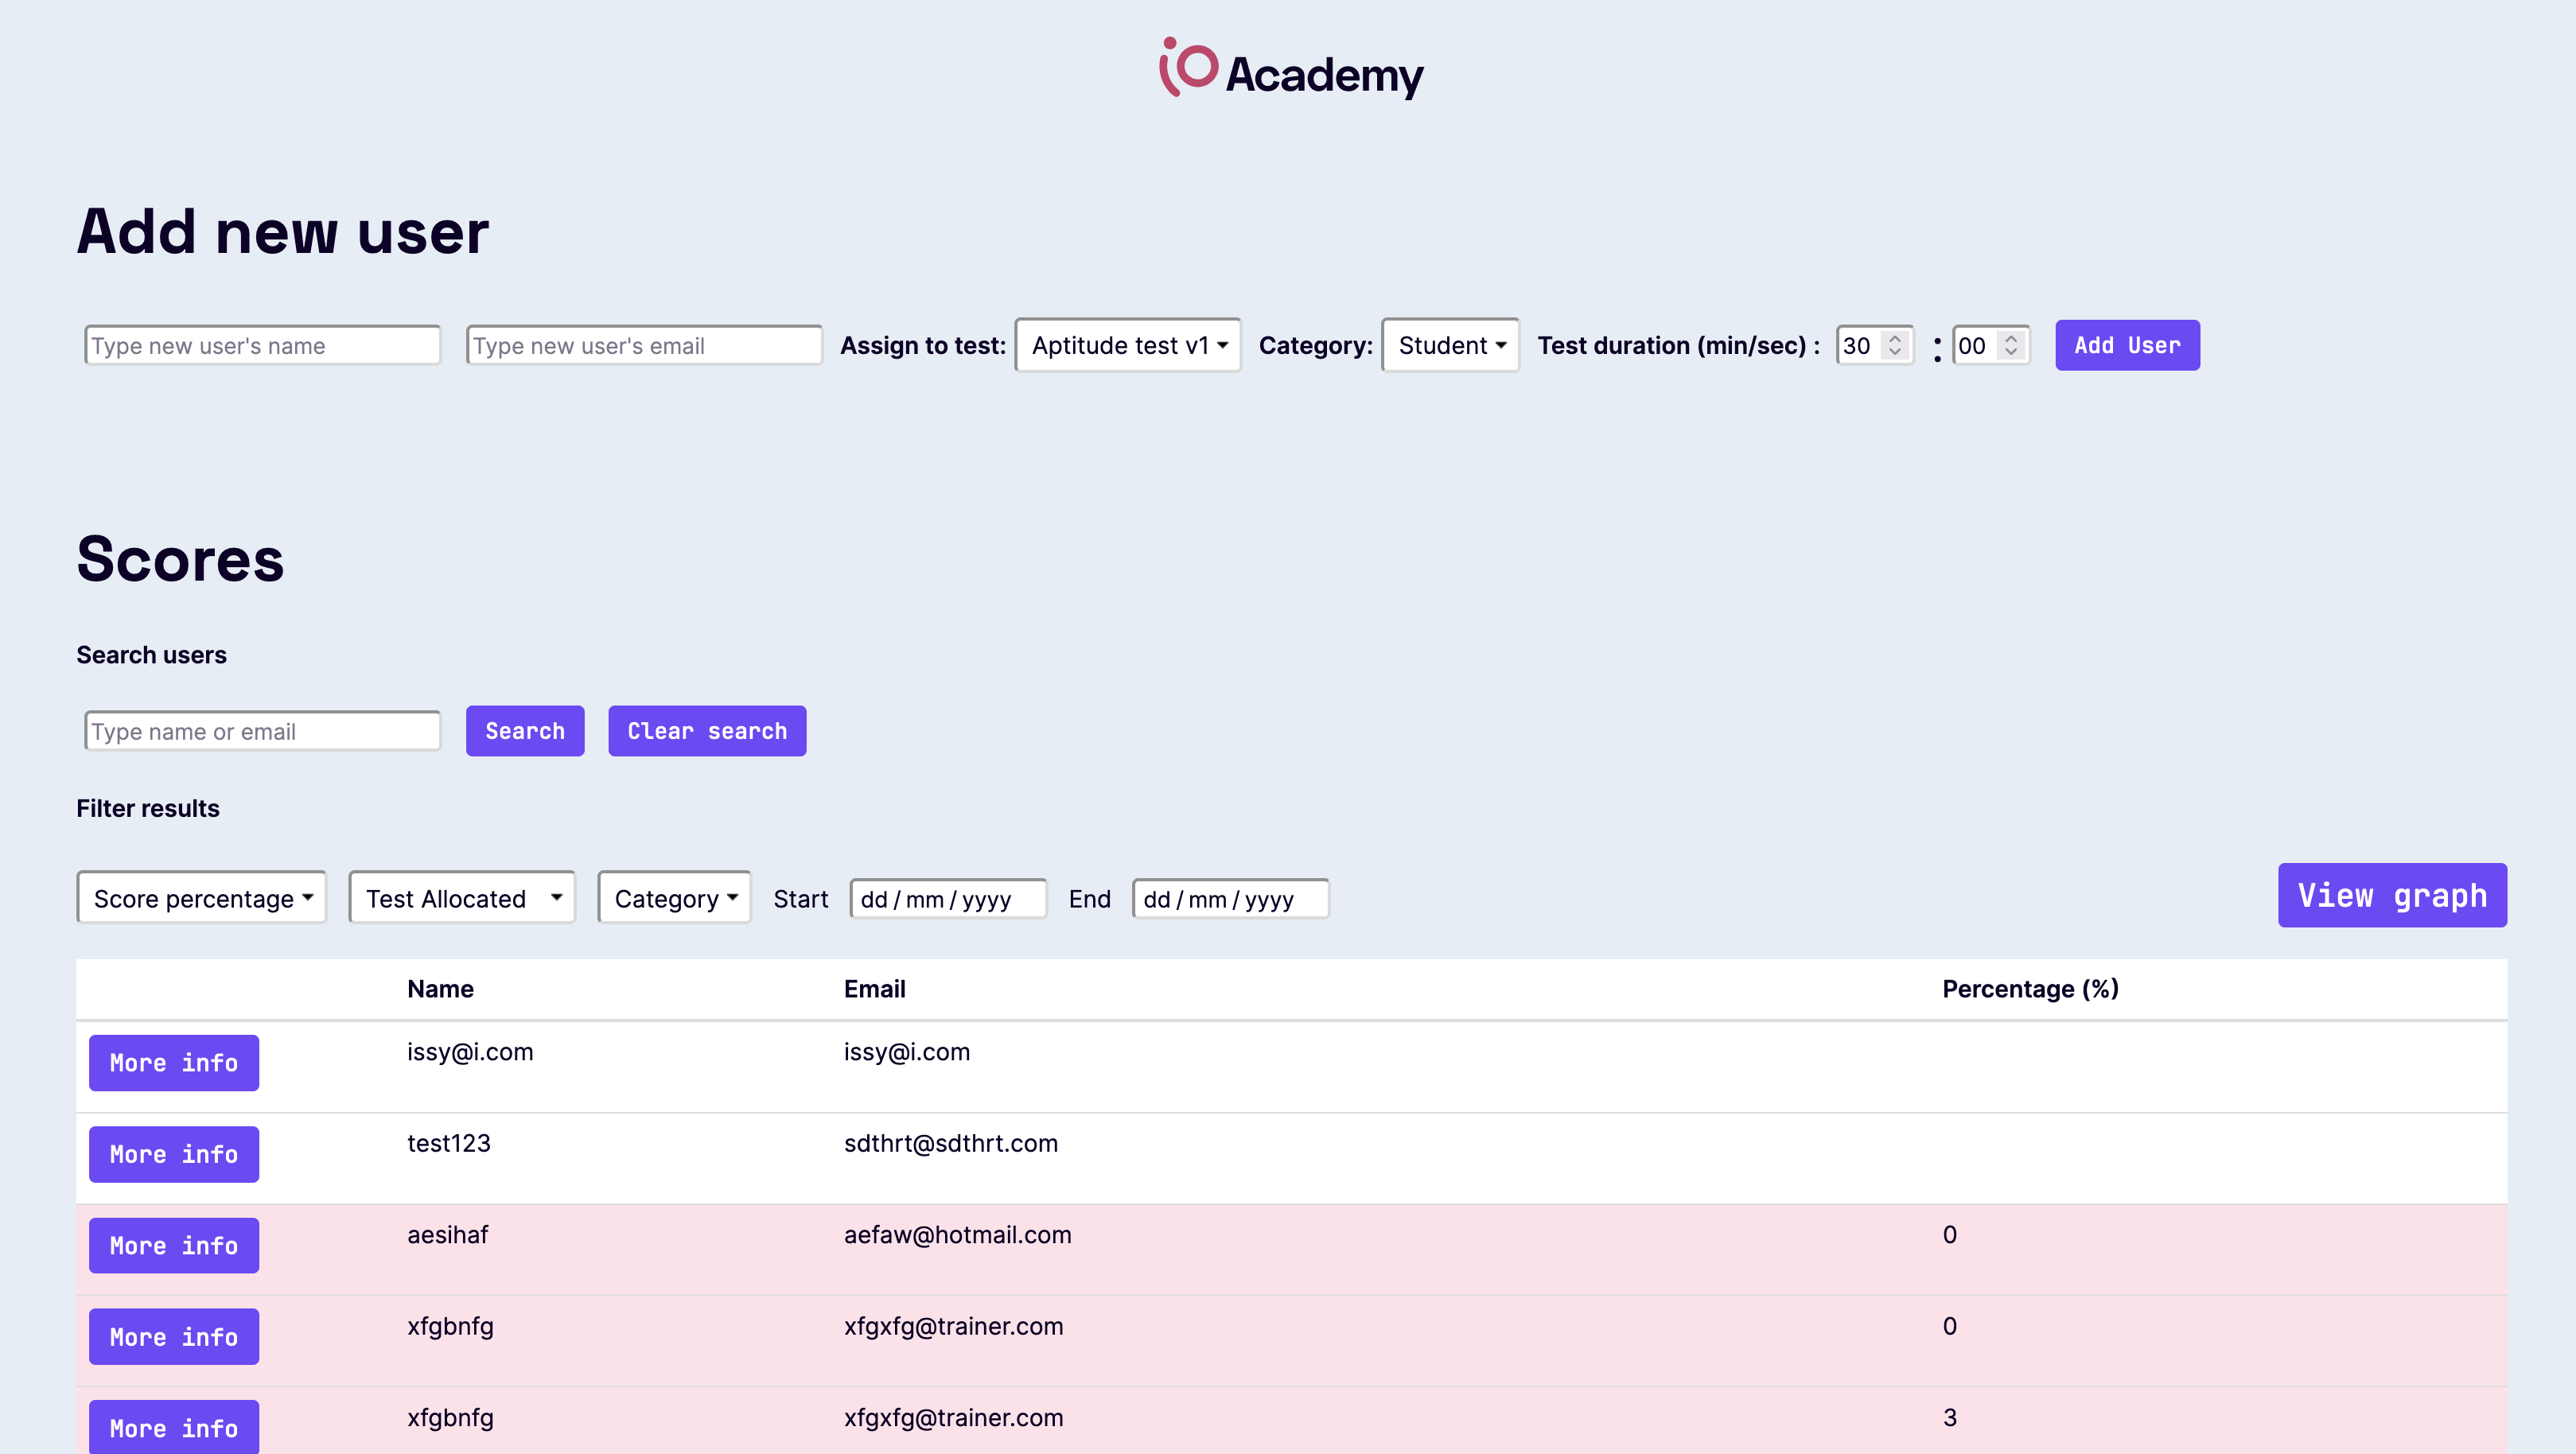 iO Academy
Add new user
Type new user's name Type new user's email Assign to test: Aptitude test v1 Category: Student Test duration (min/sec) : 30 : 00 Add User
Scores
Search users
Type name or email Search Clear search
Filter results
Score percentage Test Allocated Category Start dd / mm / yyyy End dd / mm / yyyy View graph
Name Email Percentage (%)
More info issy@i.com issy@i.com
More info test123 sdthrt@sdthrt.com
More info aesihaf aefaw@hotmail.com 0
More info xfgbnfg xfgxfg@trainer.com 0
More info xfgbnfg xfgxfg@trainer.com 3